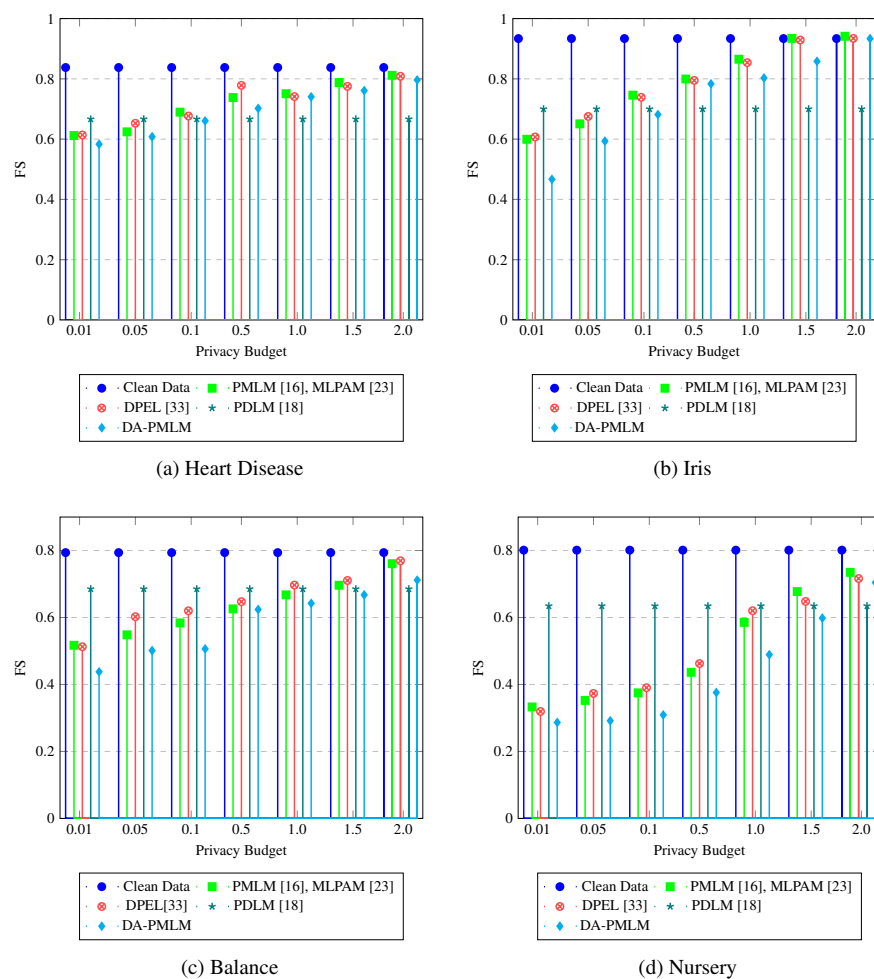 1
0.8
0.6
FS
0.4
0.2
0
0.01 0.05 0.1 0.5 1.0 1.5 2.0
Privacy Budget
Clean Data PMLM [16], MLPAM [23]
DPEL [33] PDLM [18]
DA-PMLM
(a) Heart Disease
1
0.8
0.6
FS
0.4
0.2
0
0.01 0.05 0.1 0.5 1.0 1.5 2.0
Privacy Budget
Clean Data PMLM [16], MLPAM [23]
DPEL [33] PDLM [18]
DA-PMLM
(b) Iris
0.8
0.6
FS
0.4
0.2
0
0.01 0.05 0.1 0.5 1.0 1.5 2.0
Privacy Budget
Clean Data PMLM [16], MLPAM [23]
DPEL[33] PDLM [18]
DA-PMLM
(c) Balance
0.8
0.6
FS
0.4
0.2
0
0.01 0.05 0.1 0.5 1.0 1.5 2.0
Privacy Budget
Clean Data PMLM [16], MLPAM [23]
DPEL [33] PDLM [18]
DA-PMLM
(d) Nursery